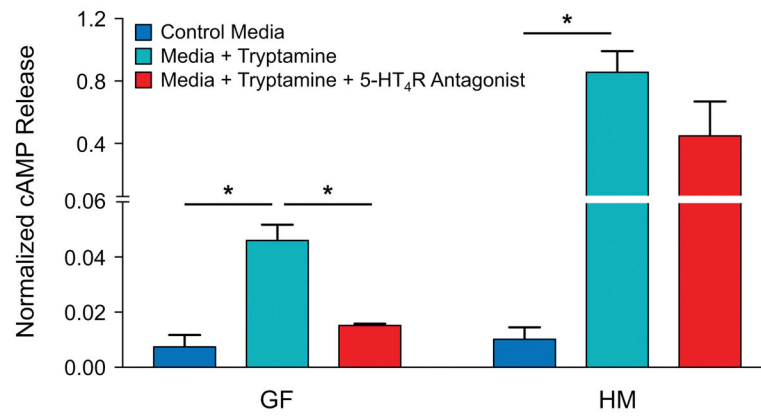 Normalized cAMP Release
1.2
0.8
0.4
0.06
0.04
0.02
0.00
Control Media
Media + Tryptamine
Media + Tryptamine + 5-HT₄R Antagonist
*
*
*
GF
HM